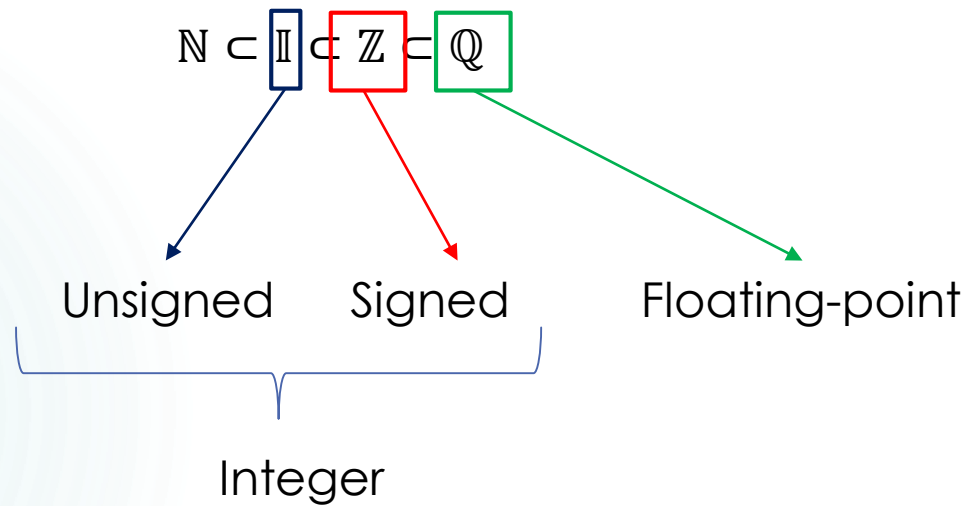 ℕ ⊂ 𝕀 ⊂ ℤ ⊂ ℚ
Unsigned Signed Floating-point
Integer